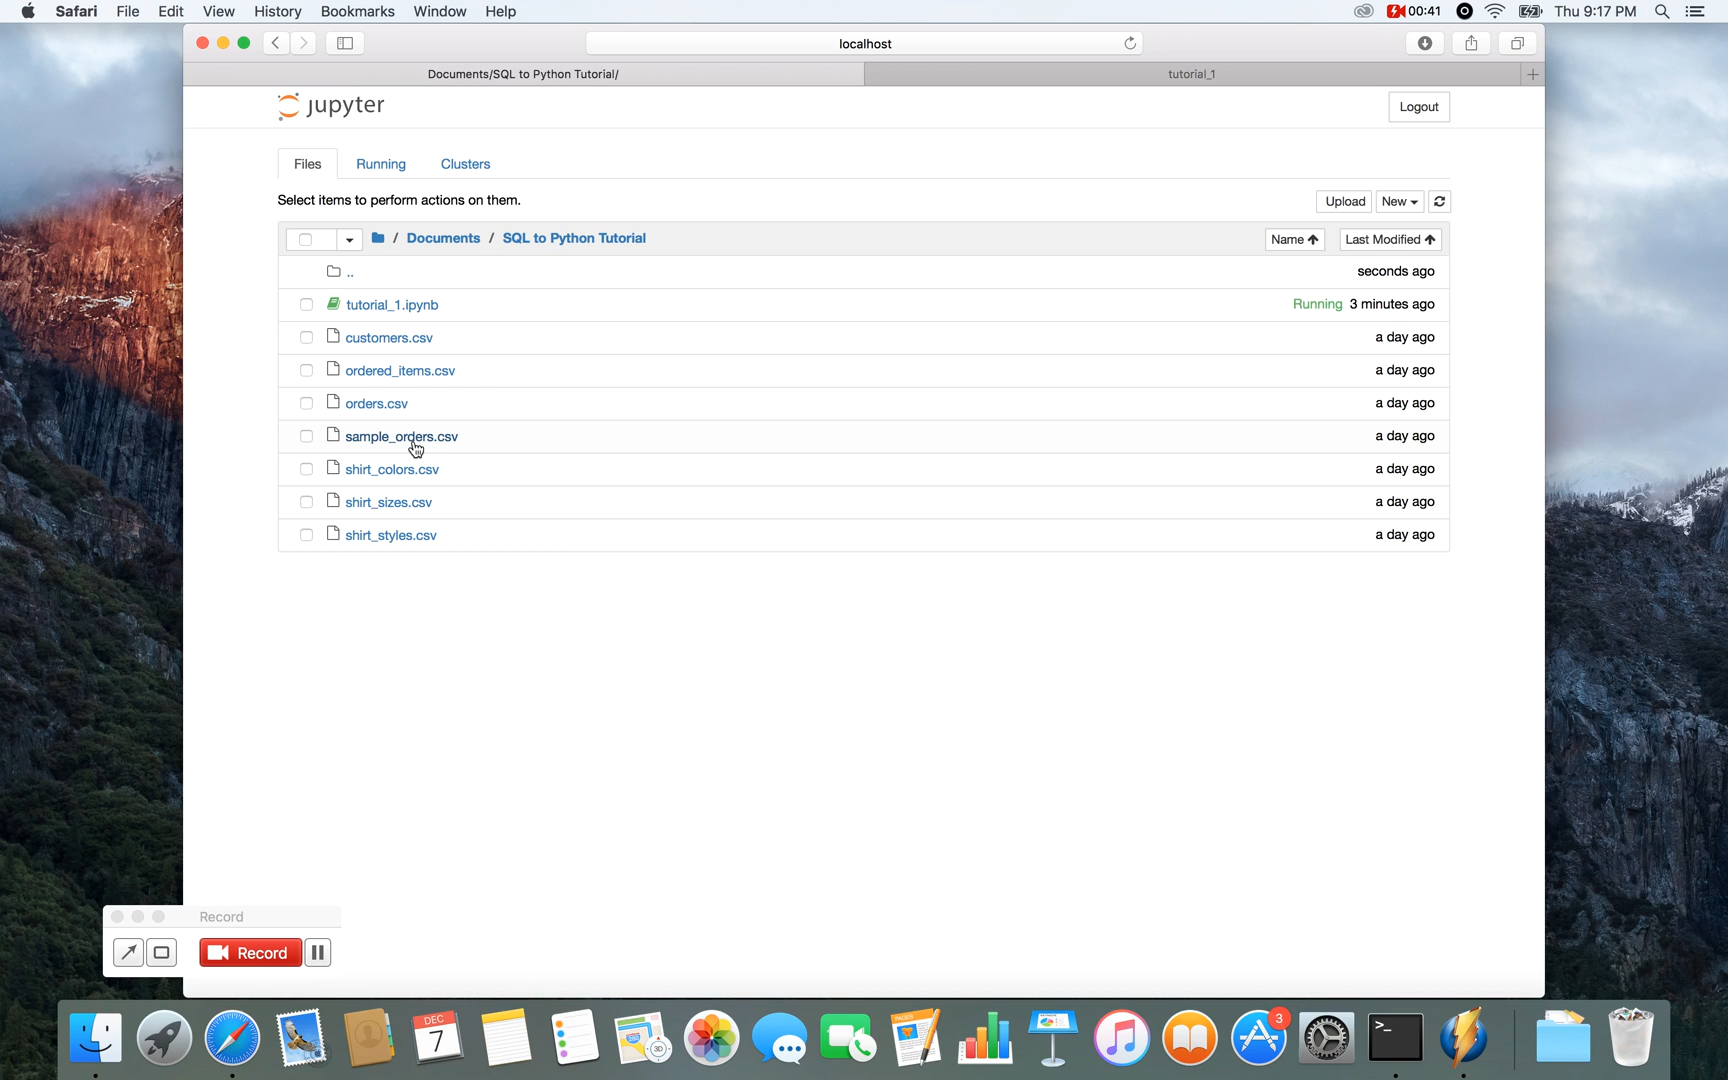 Safari File Edit View History Bookmarks Window Help 00:41 Thu 9:17 PM
localhost
Documents/SQL to Python Tutorial/ tutorial_1
jupyter Logout
Files Running Clusters
Select items to perform actions on them. Upload New
/ Documents / SQL to Python Tutorial Name Last Modified
.. seconds ago
tutorial_1.ipynb Running 3 minutes ago
customers.csv a day ago
ordered_items.csv a day ago
orders.csv a day ago
sample_orders.csv a day ago
shirt_colors.csv a day ago
shirt_sizes.csv a day ago
shirt_styles.csv a day ago
Record
Record
DEC
7
3D
PAGES
3
>_